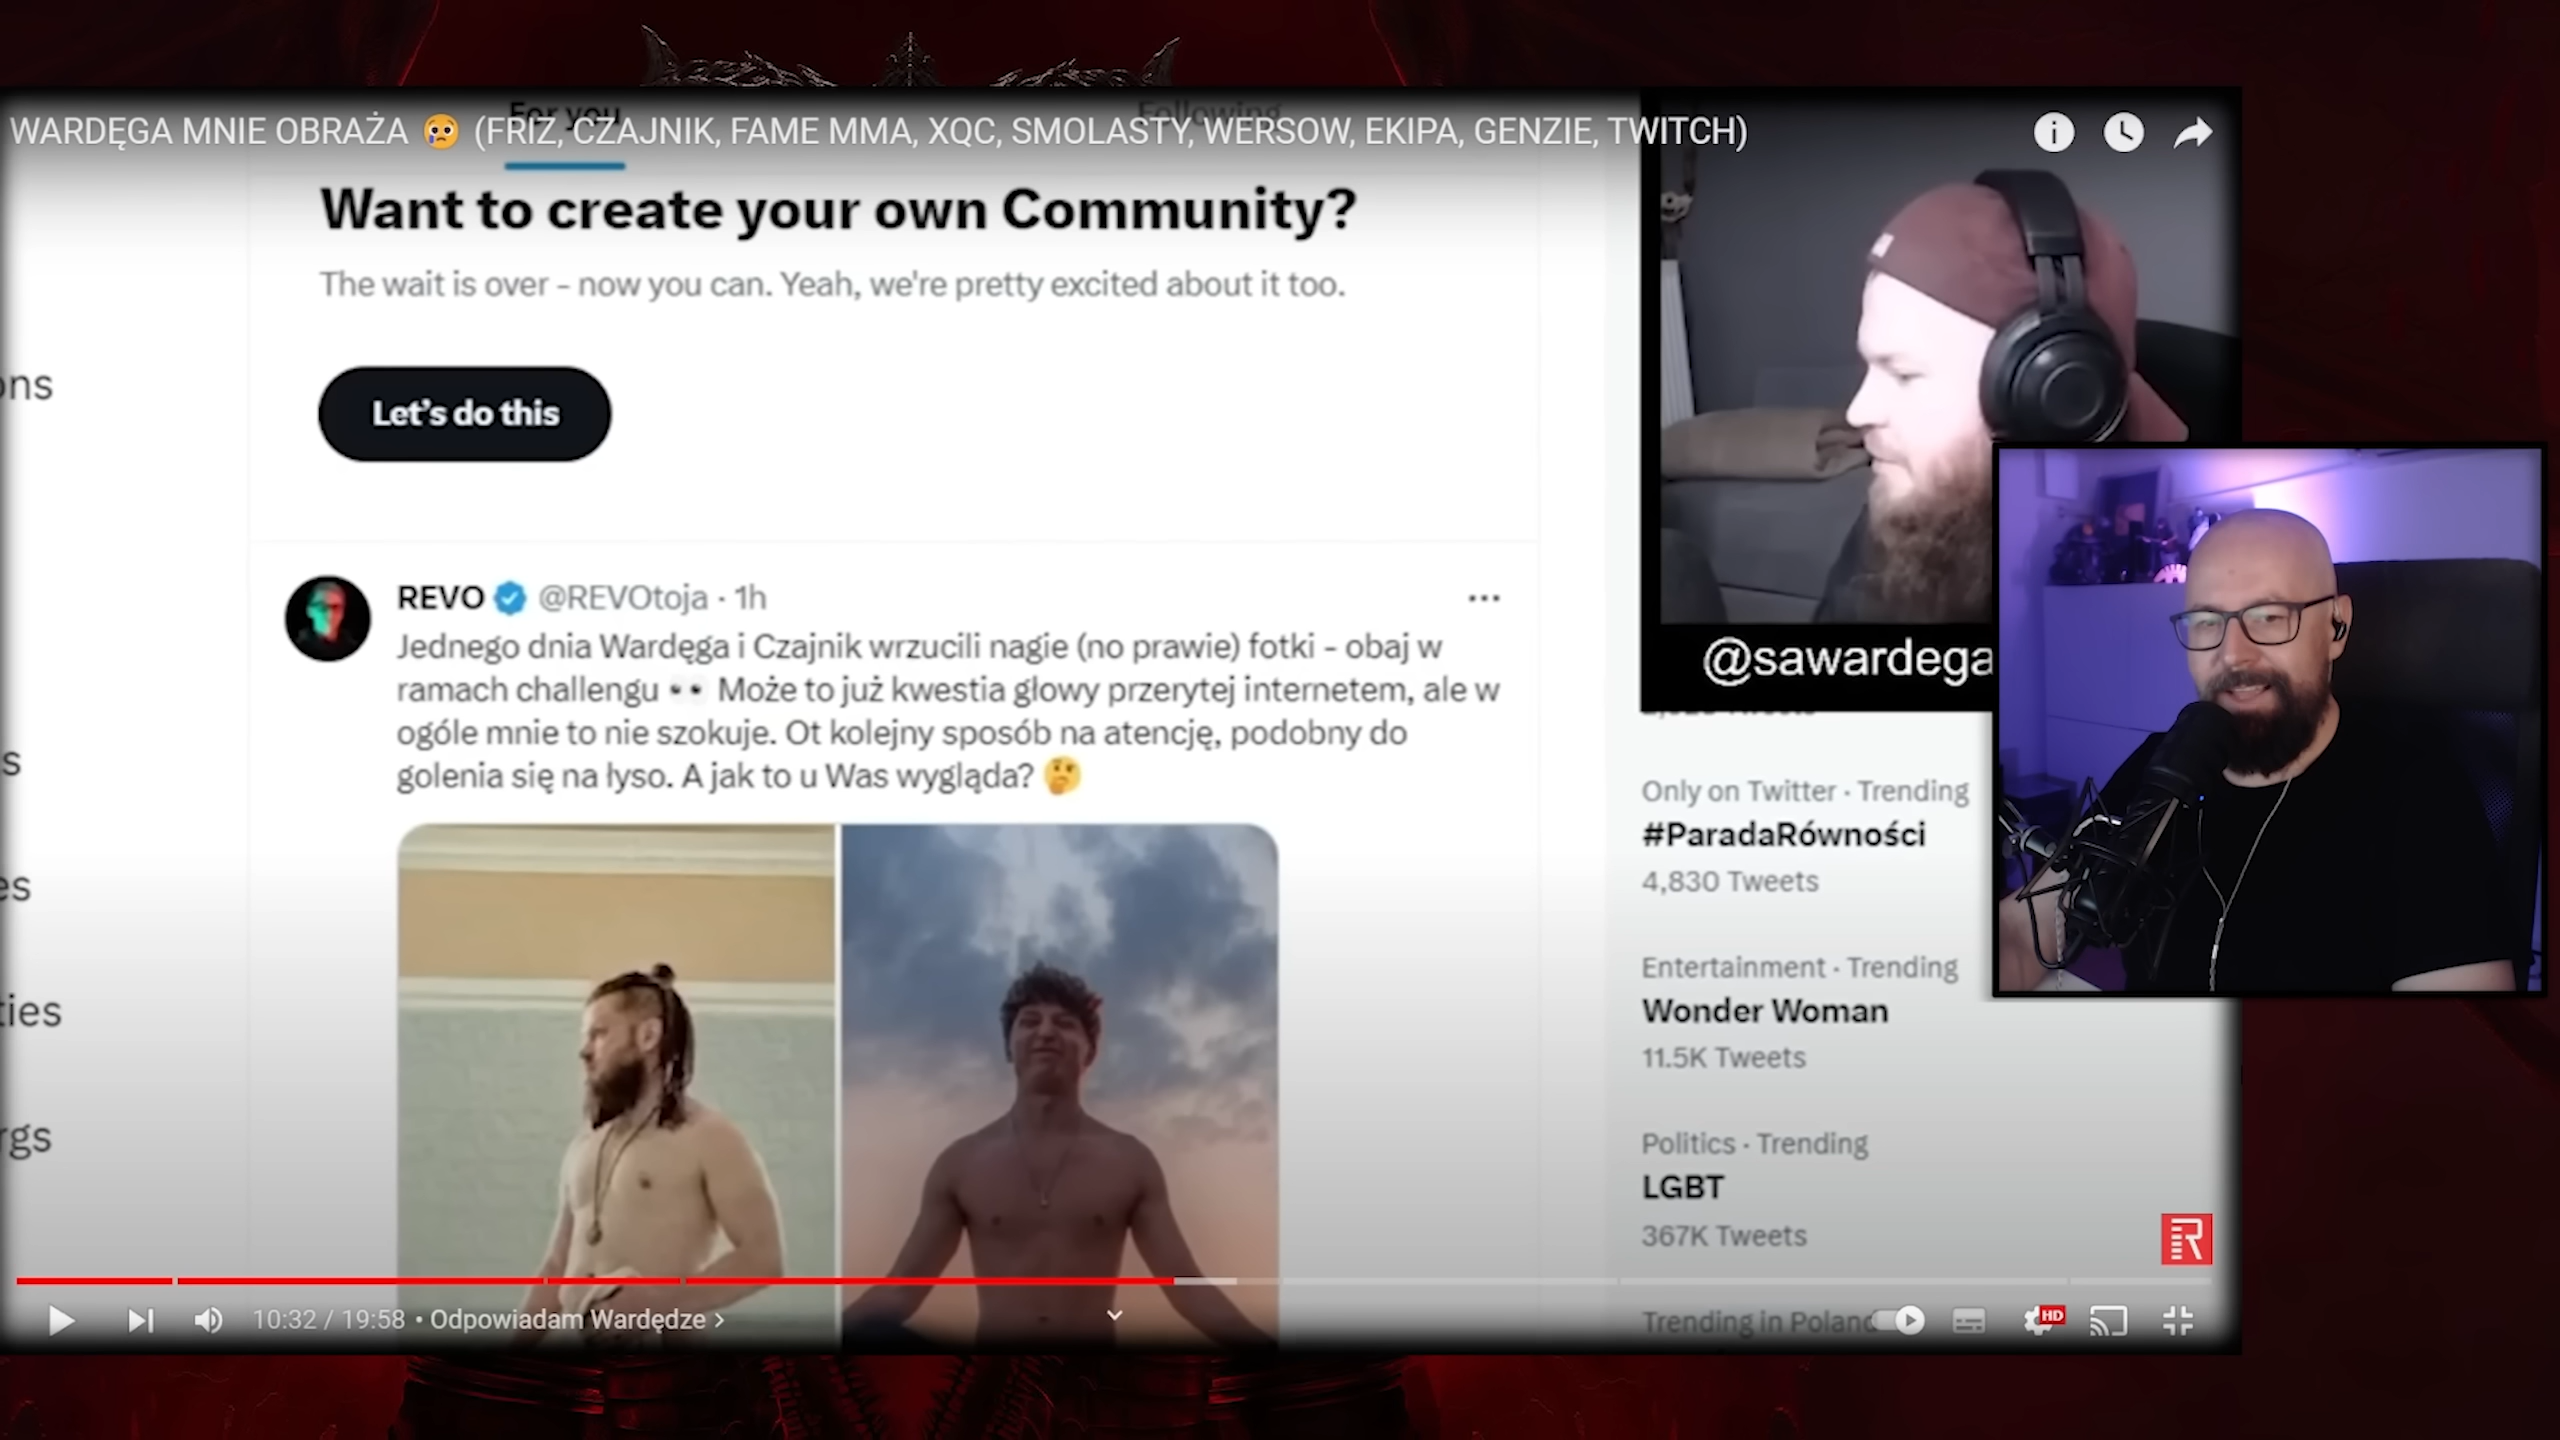 For you
Following
WARDĘGA MNIE OBRAŻA 😢 (FRIZ, CZAJNIK, FAME MMA, XQC, SMOLASTY, WERSOW, EKIPA, GENZIE, TWITCH)
Want to create your own Community?
The wait is over – now you can. Yeah, we're pretty excited about it too.
Let's do this
REVO @REVOtoja · 1h
Jednego dnia Wardęga i Czajnik wrzucili nagie (no prawie) fotki - obaj w
ramach challengu 👀 Może to już kwestia głowy przerytej internetem, ale w
ogóle mnie to nie szokuje. Ot kolejny sposób na atencję, podobny do
golenia się na łyso. A jak to u Was wygląda? 🤔
@sawardega
Only on Twitter · Trending
#ParadaRówności
4,830 Tweets
Entertainment · Trending
Wonder Woman
11.5K Tweets
Politics · Trending
LGBT
367K Tweets
Trending in Poland
R
10:32 / 19:58 • Odpowiadam Wardędze >
HD